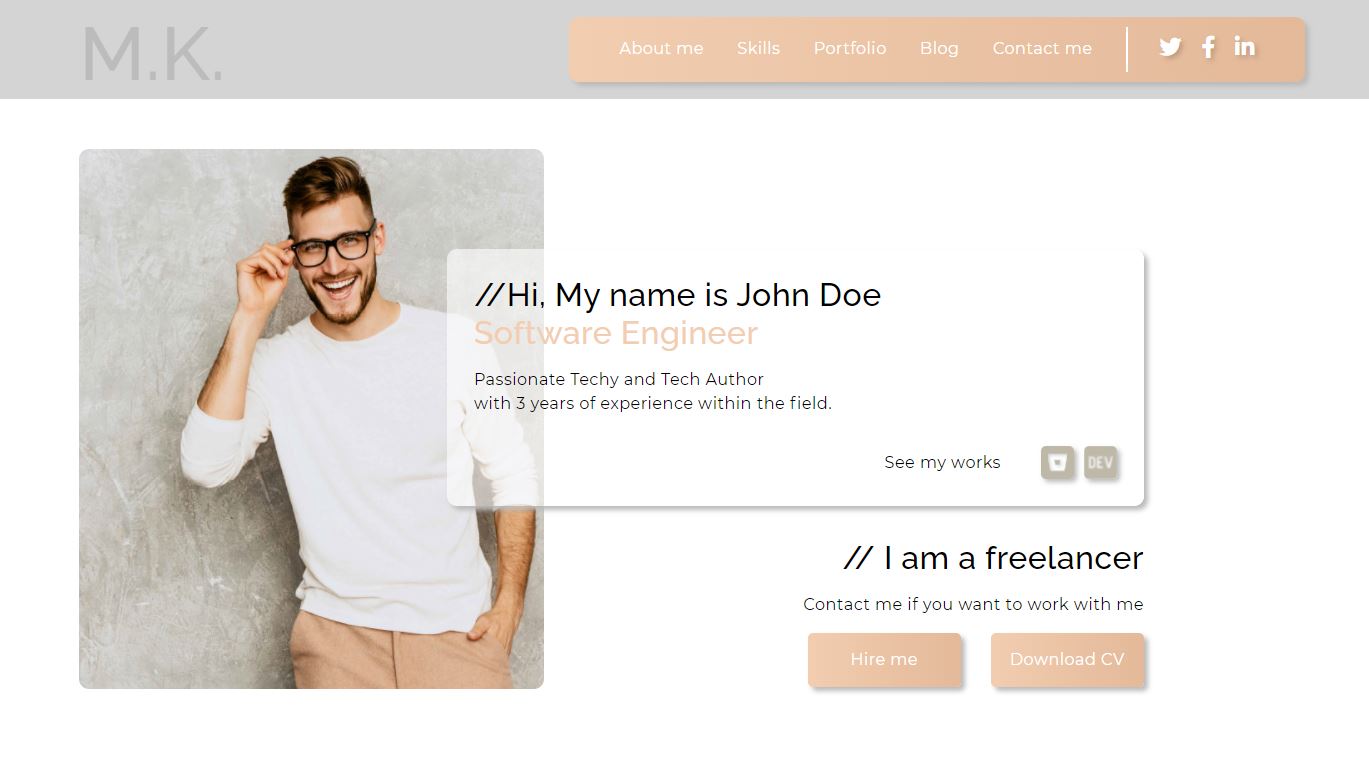 M.K.
About me Skills Portfolio Blog Contact me
//Hi, My name is John Doe
Software Engineer
Passionate Techy and Tech Author
with 3 years of experience within the field.
See my works DEV
// I am a freelancer
Contact me if you want to work with me
Hire me Download CV